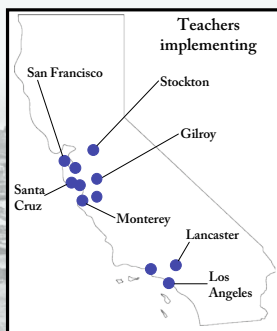 Teachers
implementing
San Francisco
Stockton
Gilroy
Santa
Cruz
Monterey
Lancaster
Los
Angeles